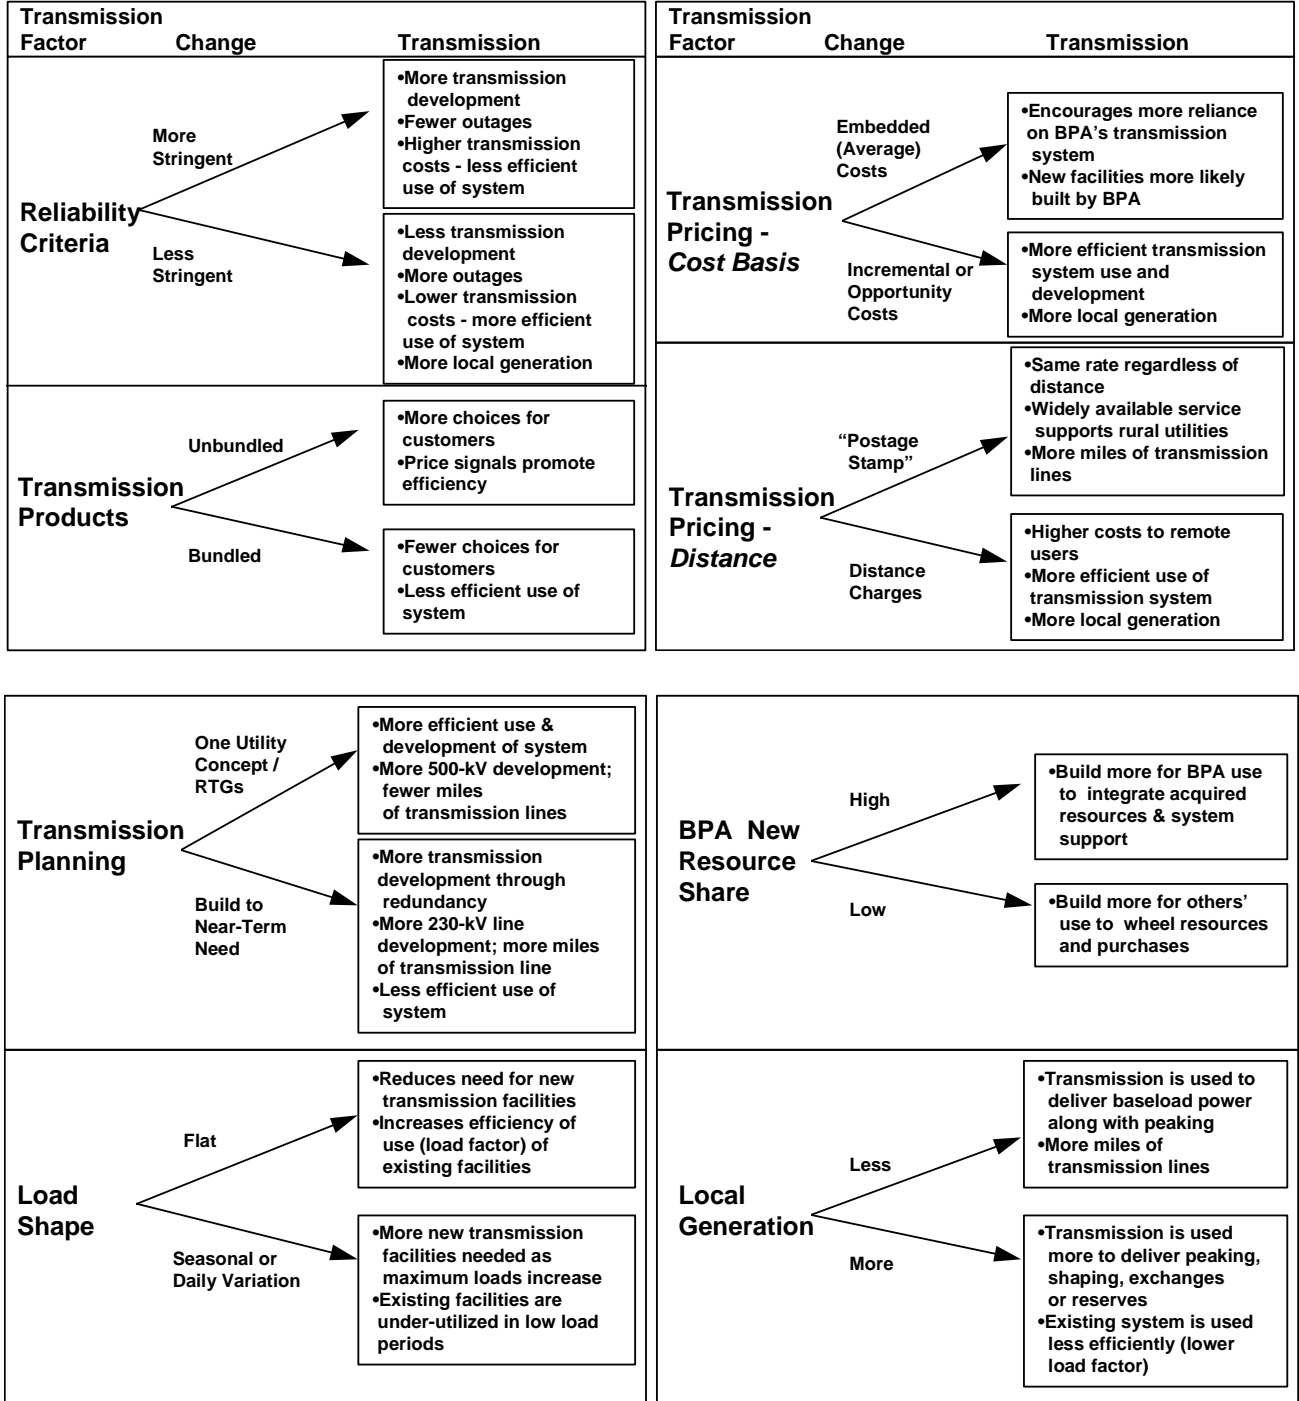 Transmission
Factor Change Transmission
More
Stringent
•More transmission
development
•Fewer outages
•Higher transmission
costs - less efficient
use of system
Reliability
Criteria
Less
Stringent
•Less transmission
development
•More outages
•Lower transmission
costs - more efficient
use of system
•More local generation
Unbundled
•More choices for
customers
•Price signals promote
efficiency
Transmission
Products
Bundled
•Fewer choices for
customers
•Less efficient use of
system
Transmission
Factor Change Transmission
Embedded
(Average)
Costs
•Encourages more reliance
on BPA’s transmission
system
•New facilities more likely
built by BPA
Transmission
Pricing -
Cost Basis
Incremental or
Opportunity
Costs
•More efficient transmission
system use and
development
•More local generation
“Postage
Stamp”
•Same rate regardless of
distance
•Widely available service
supports rural utilities
•More miles of transmission
lines
Transmission
Pricing -
Distance
Distance
Charges
•Higher costs to remote
users
•More efficient use of
transmission system
•More local generation
One Utility
Concept /
RTGs
•More efficient use &
development of system
•More 500-kV development;
fewer miles
of transmission lines
Transmission
Planning
Build to
Near-Term
Need
•More transmission
development through
redundancy
•More 230-kV line
development; more miles
of transmission line
•Less efficient use of
system
Flat
•Reduces need for new
transmission facilities
•Increases efficiency of
use (load factor) of
existing facilities
Load
Shape
Seasonal or
Daily Variation
•More new transmission
facilities needed as
maximum loads increase
•Existing facilities are
under-utilized in low load
periods
High
•Build more for BPA use
to integrate acquired
resources & system
support
BPA New
Resource
Share
Low
•Build more for others’
use to wheel resources
and purchases
Less
•Transmission is used to
deliver baseload power
along with peaking
•More miles of
transmission lines
Local
Generation
More
•Transmission is used
more to deliver peaking,
shaping, exchanges
or reserves
•Existing system is used
less efficiently (lower
load factor)